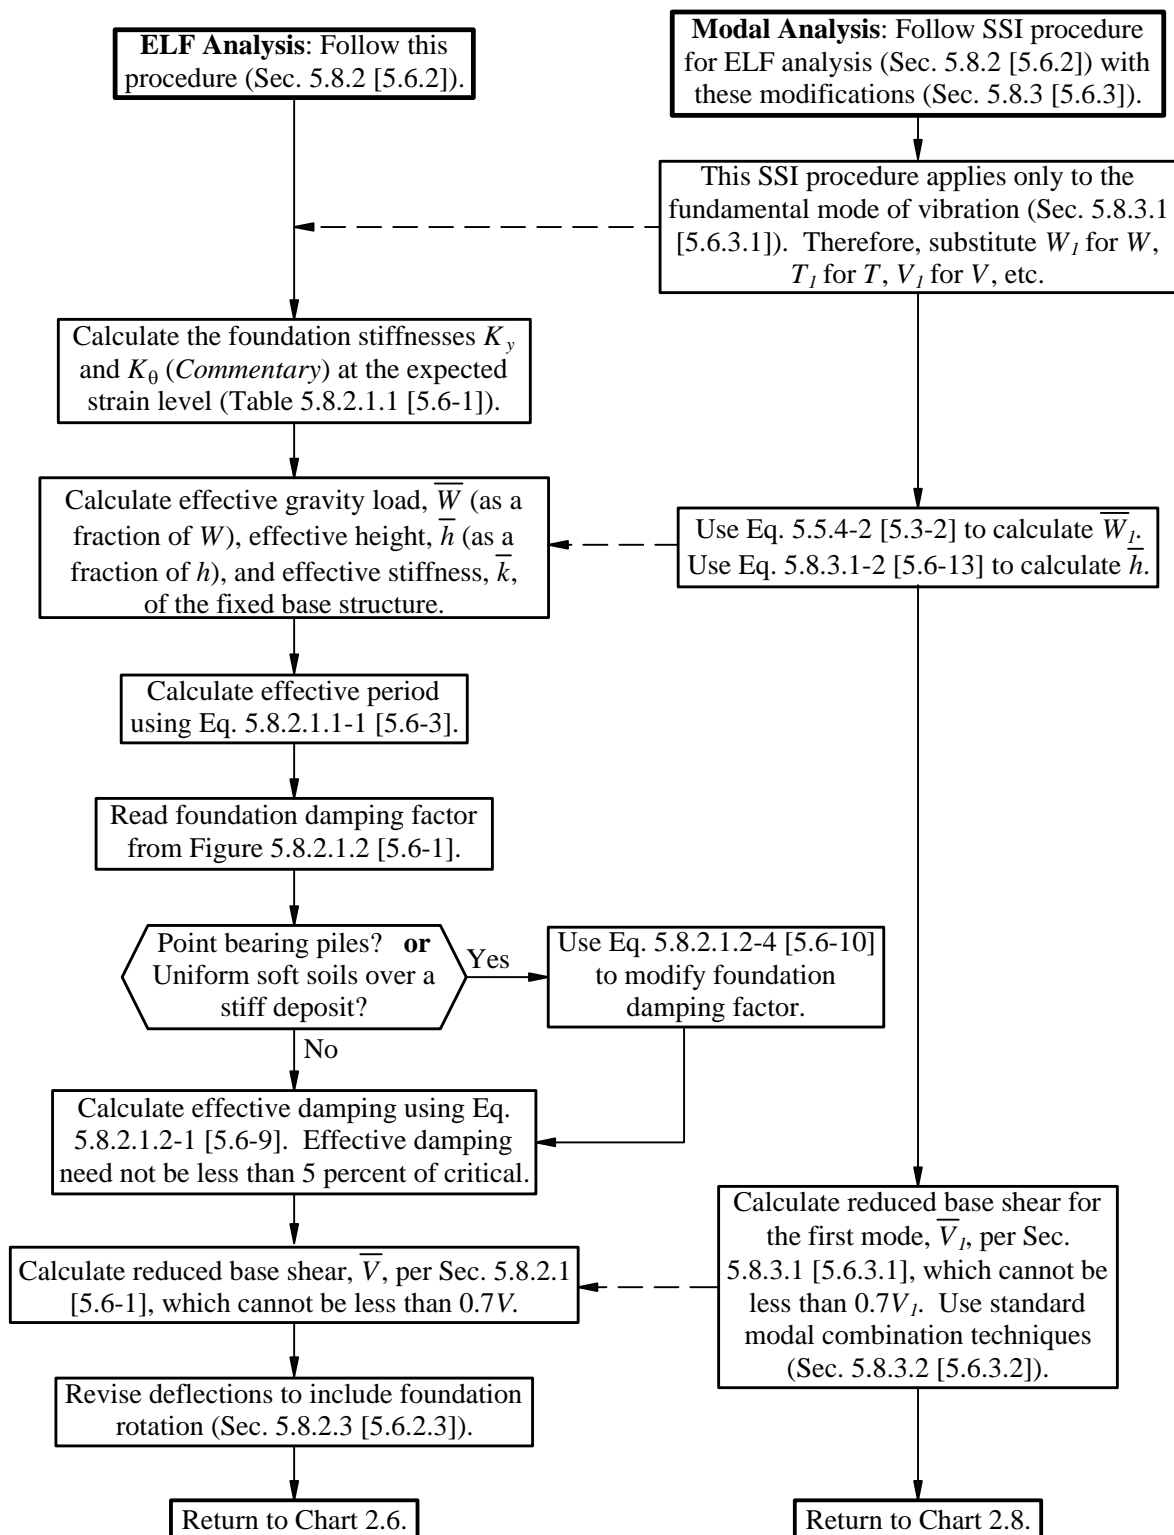 ELF Analysis: Follow this
procedure (Sec. 5.8.2 [5.6.2]).
Modal Analysis: Follow SSI procedure
for ELF analysis (Sec. 5.8.2 [5.6.2]) with
these modifications (Sec. 5.8.3 [5.6.3]).
This SSI procedure applies only to the
fundamental mode of vibration (Sec. 5.8.3.1
[5.6.3.1]). Therefore, substitute W₁ for W,
T₁ for T, V₁ for V, etc.
Calculate the foundation stiffnesses K_y
and K_θ (Commentary) at the expected
strain level (Table 5.8.2.1.1 [5.6-1]).
Calculate effective gravity load, W̅ (as a
fraction of W), effective height, h̅ (as a
fraction of h), and effective stiffness, k̅,
of the fixed base structure.
Use Eq. 5.5.4-2 [5.3-2] to calculate W̅₁.
Use Eq. 5.8.3.1-2 [5.6-13] to calculate h̅.
Calculate effective period
using Eq. 5.8.2.1.1-1 [5.6-3].
Read foundation damping factor
from Figure 5.8.2.1.2 [5.6-1].
Point bearing piles? or
Uniform soft soils over a
stiff deposit?
Yes
Use Eq. 5.8.2.1.2-4 [5.6-10]
to modify foundation
damping factor.
No
Calculate effective damping using Eq.
5.8.2.1.2-1 [5.6-9]. Effective damping
need not be less than 5 percent of critical.
Calculate reduced base shear, V̅, per Sec. 5.8.2.1
[5.6-1], which cannot be less than 0.7V.
Calculate reduced base shear for
the first mode, V̅₁, per Sec.
5.8.3.1 [5.6.3.1], which cannot be
less than 0.7V₁. Use standard
modal combination techniques
(Sec. 5.8.3.2 [5.6.3.2]).
Revise deflections to include foundation
rotation (Sec. 5.8.2.3 [5.6.2.3]).
Return to Chart 2.6.
Return to Chart 2.8.